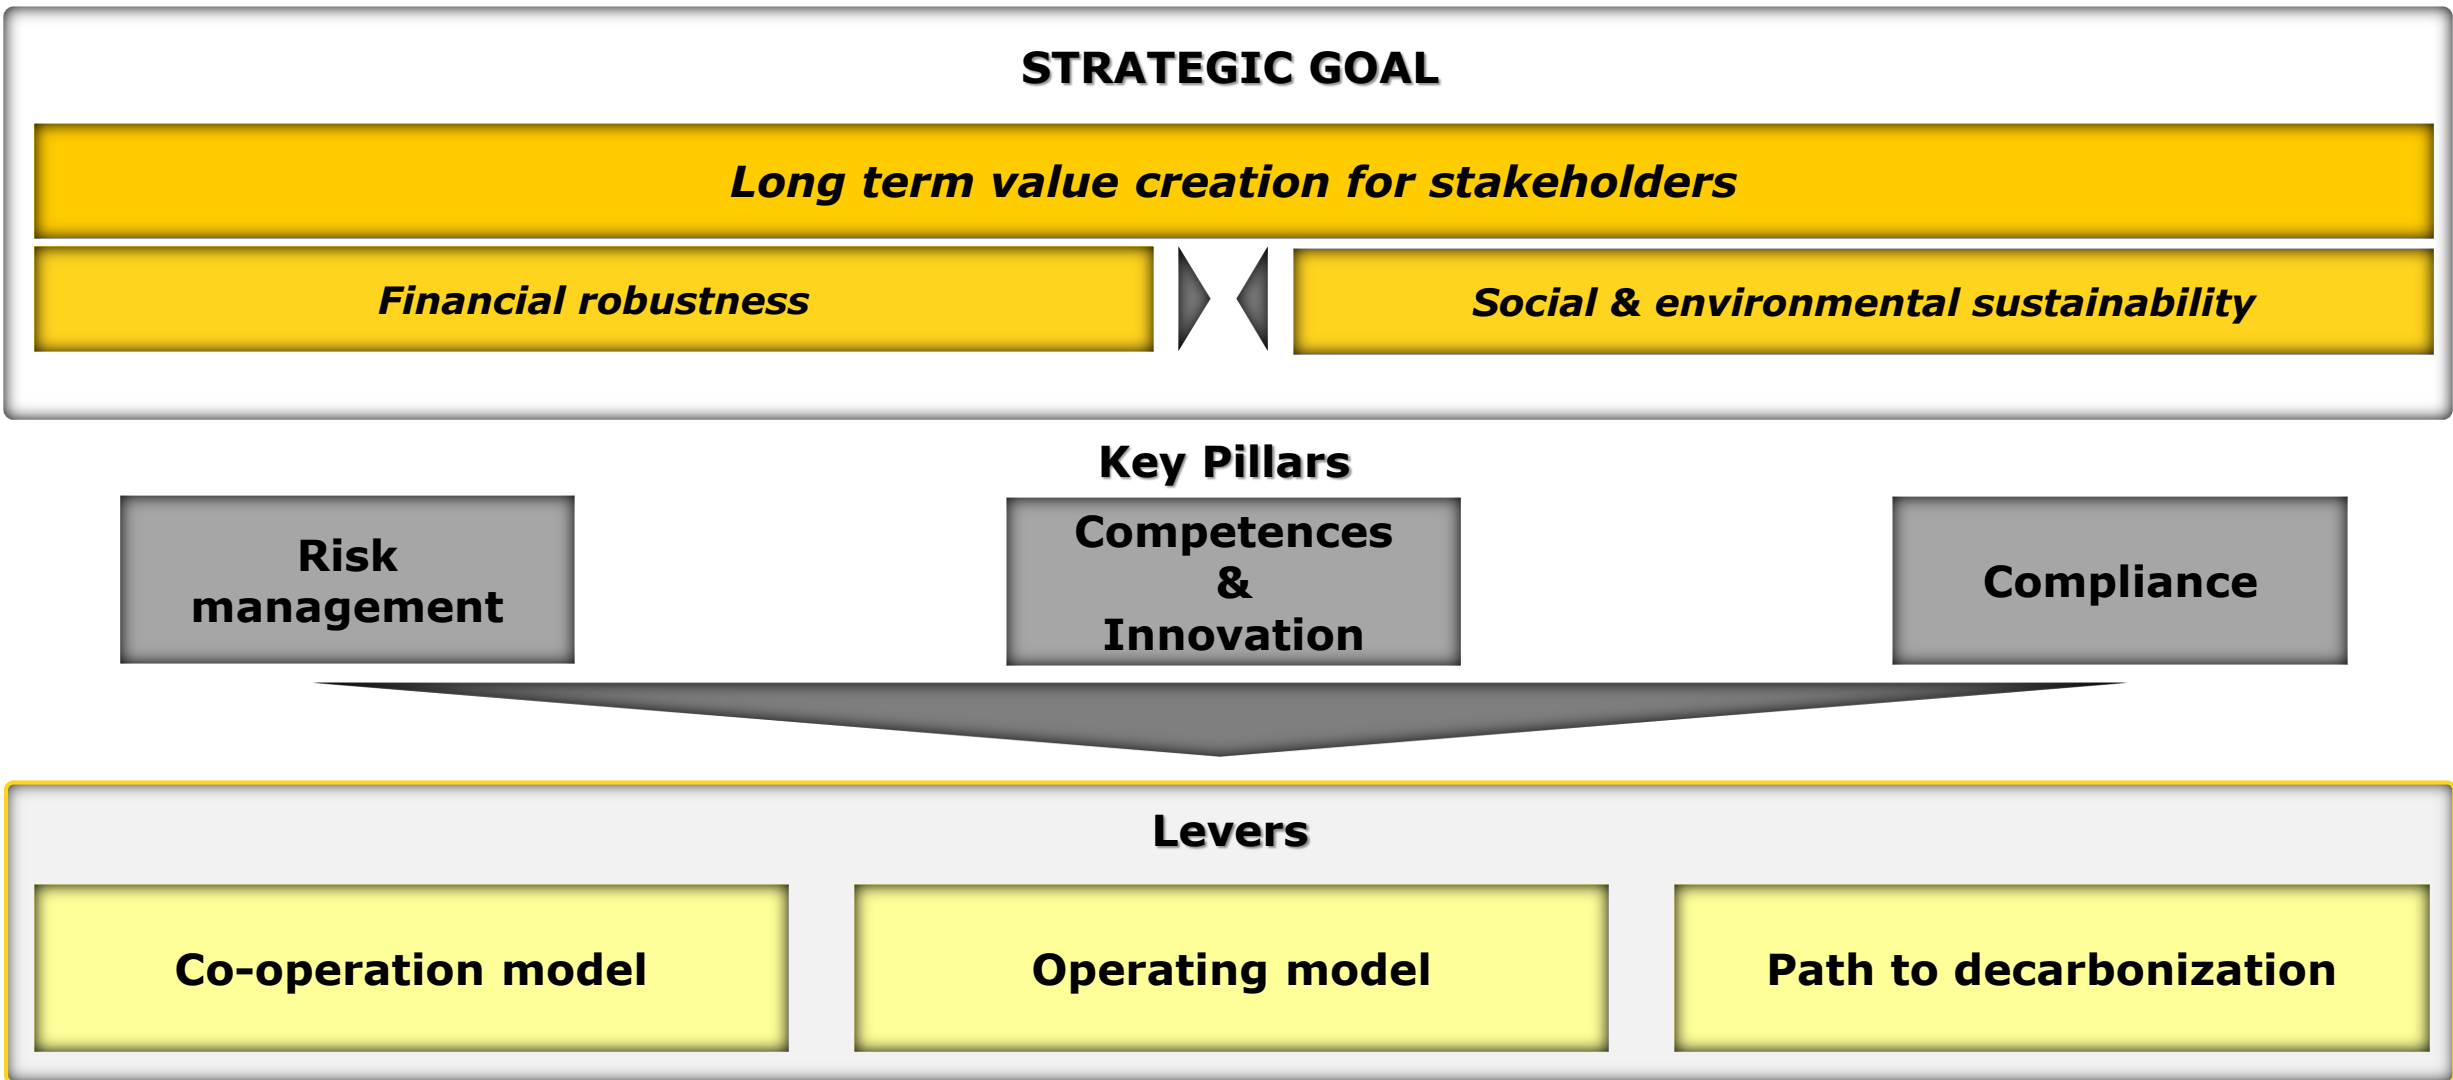 STRATEGIC GOAL
Long term value creation for stakeholders
Financial robustness
Social & environmental sustainability
Key Pillars
Risk
management
Competences
&
Innovation
Compliance
Levers
Co-operation model
Operating model
Path to decarbonization